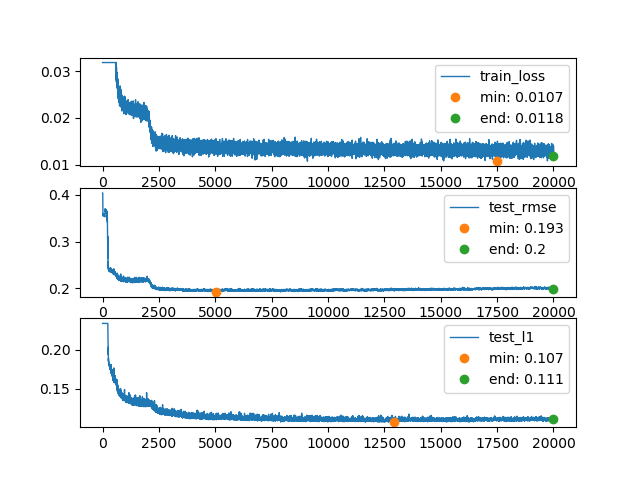 0.03
0.02
0.01
train_loss
min: 0.0107
end: 0.0118
0 2500 5000 7500 10000 12500 15000 17500 20000
0.4
0.3
0.2
test_rmse
min: 0.193
end: 0.2
0 2500 5000 7500 10000 12500 15000 17500 20000
0.20
0.15
test_l1
min: 0.107
end: 0.111
0 2500 5000 7500 10000 12500 15000 17500 20000